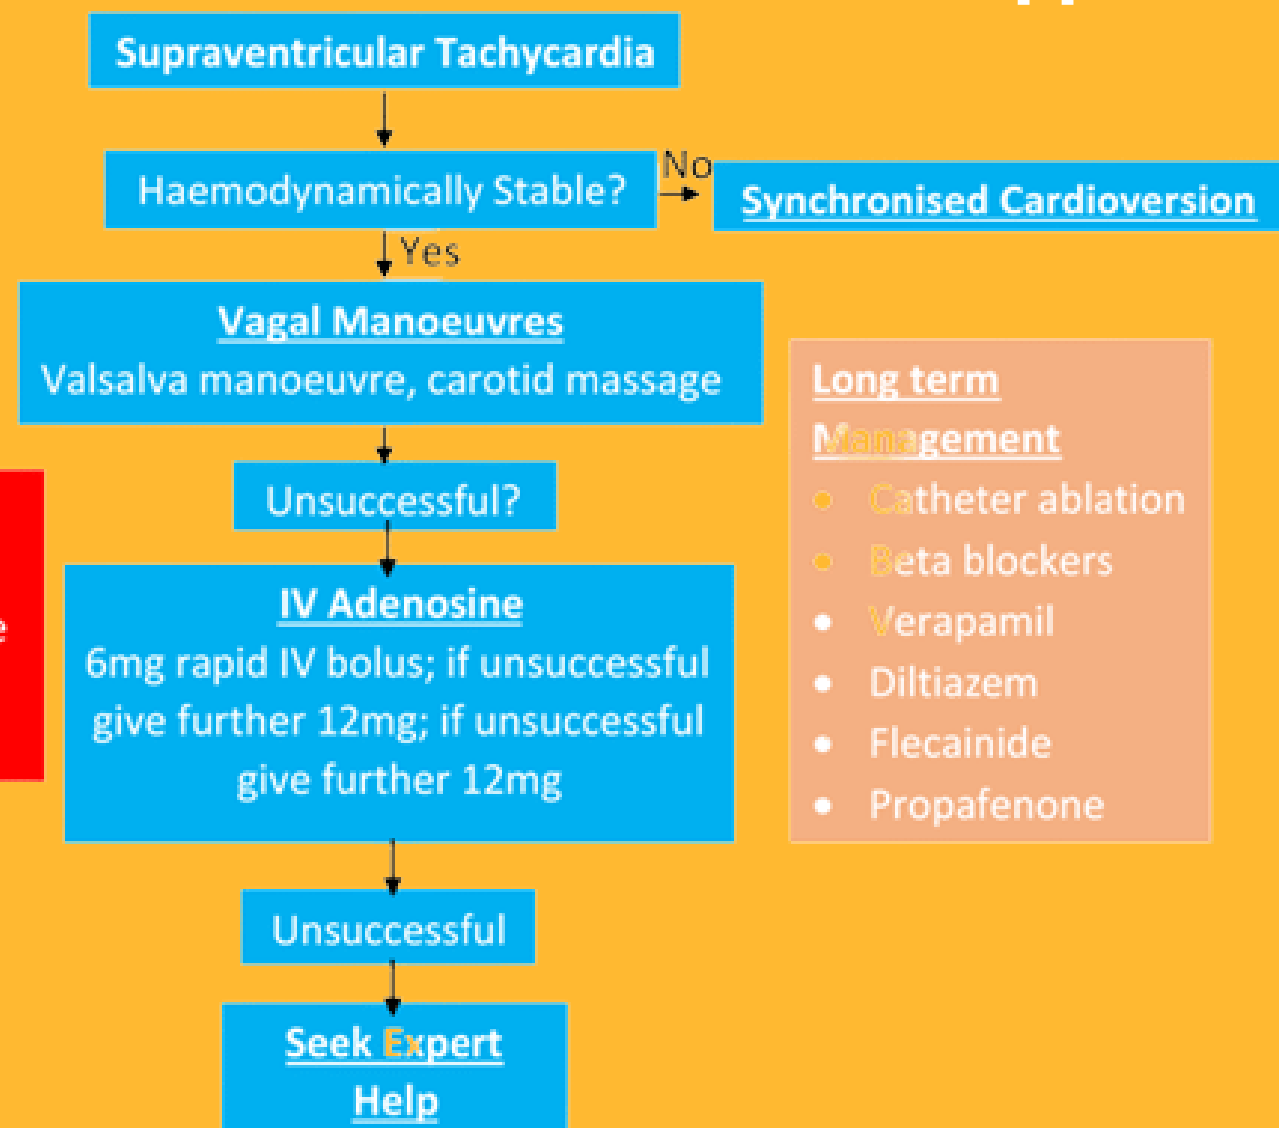 Supraventricular Tachycardia
Haemodynamically Stable?
No
Synchronised Cardioversion
Yes
Vagal Manoeuvres
Valsalva manoeuvre, carotid massage
Unsuccessful?
IV Adenosine
6mg rapid IV bolus; if unsuccessful
give further 12mg; if unsuccessful
give further 12mg
Unsuccessful
Seek Expert
Help
Long term
Management
• Catheter ablation
• Beta blockers
• Verapamil
• Diltiazem
• Flecainide
• Propafenone